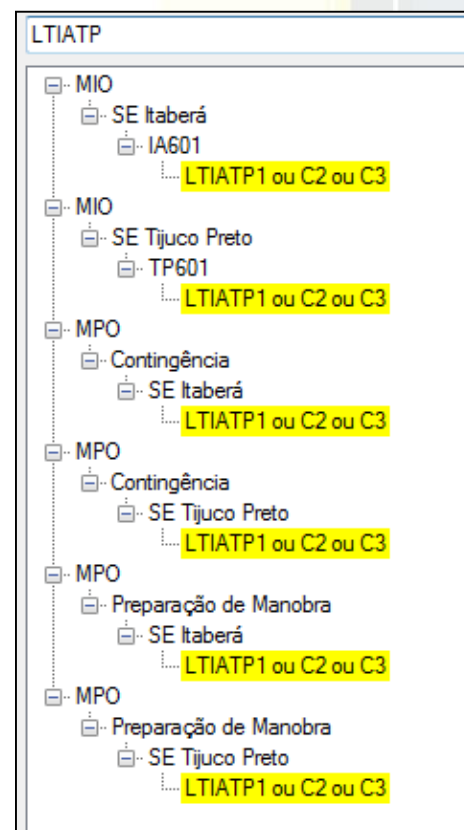 LTIATP
MIO
SE Itaberá
IA601
LTIATP1 ou C2 ou C3
MIO
SE Tijuco Preto
TP601
LTIATP1 ou C2 ou C3
MPO
Contingência
SE Itaberá
LTIATP1 ou C2 ou C3
MPO
Contingência
SE Tijuco Preto
LTIATP1 ou C2 ou C3
MPO
Preparação de Manobra
SE Itaberá
LTIATP1 ou C2 ou C3
MPO
Preparação de Manobra
SE Tijuco Preto
LTIATP1 ou C2 ou C3